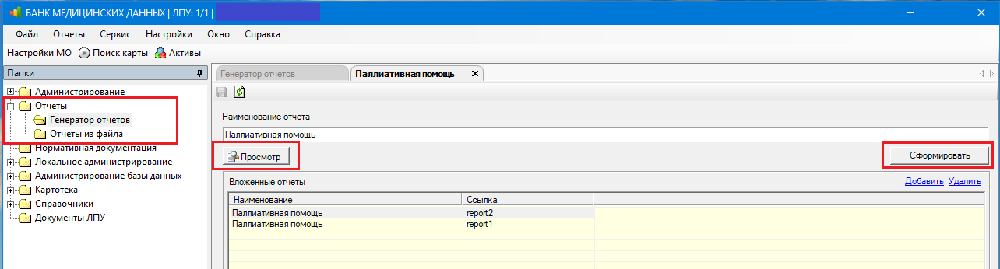 БАНК МЕДИЦИНСКИХ ДАННЫХ | ЛПУ: 1/1 |
Файл Отчеты Сервис Настройки Окно Справка
Настройки МО Поиск карты Активы
Папки
Администрирование
Отчеты
Генератор отчетов
Отчеты из файла
Нормативная документация
Локальное администрирование
Администрирование базы данных
Картотека
Справочники
Документы ЛПУ
Генератор отчетов Паллиативная помощь
Наименование отчета
Паллиативная помощь
Просмотр Сформировать
Вложенные отчеты Добавить Удалить
Наименование Ссылка
Паллиативная помощь report2
Паллиативная помощь report1